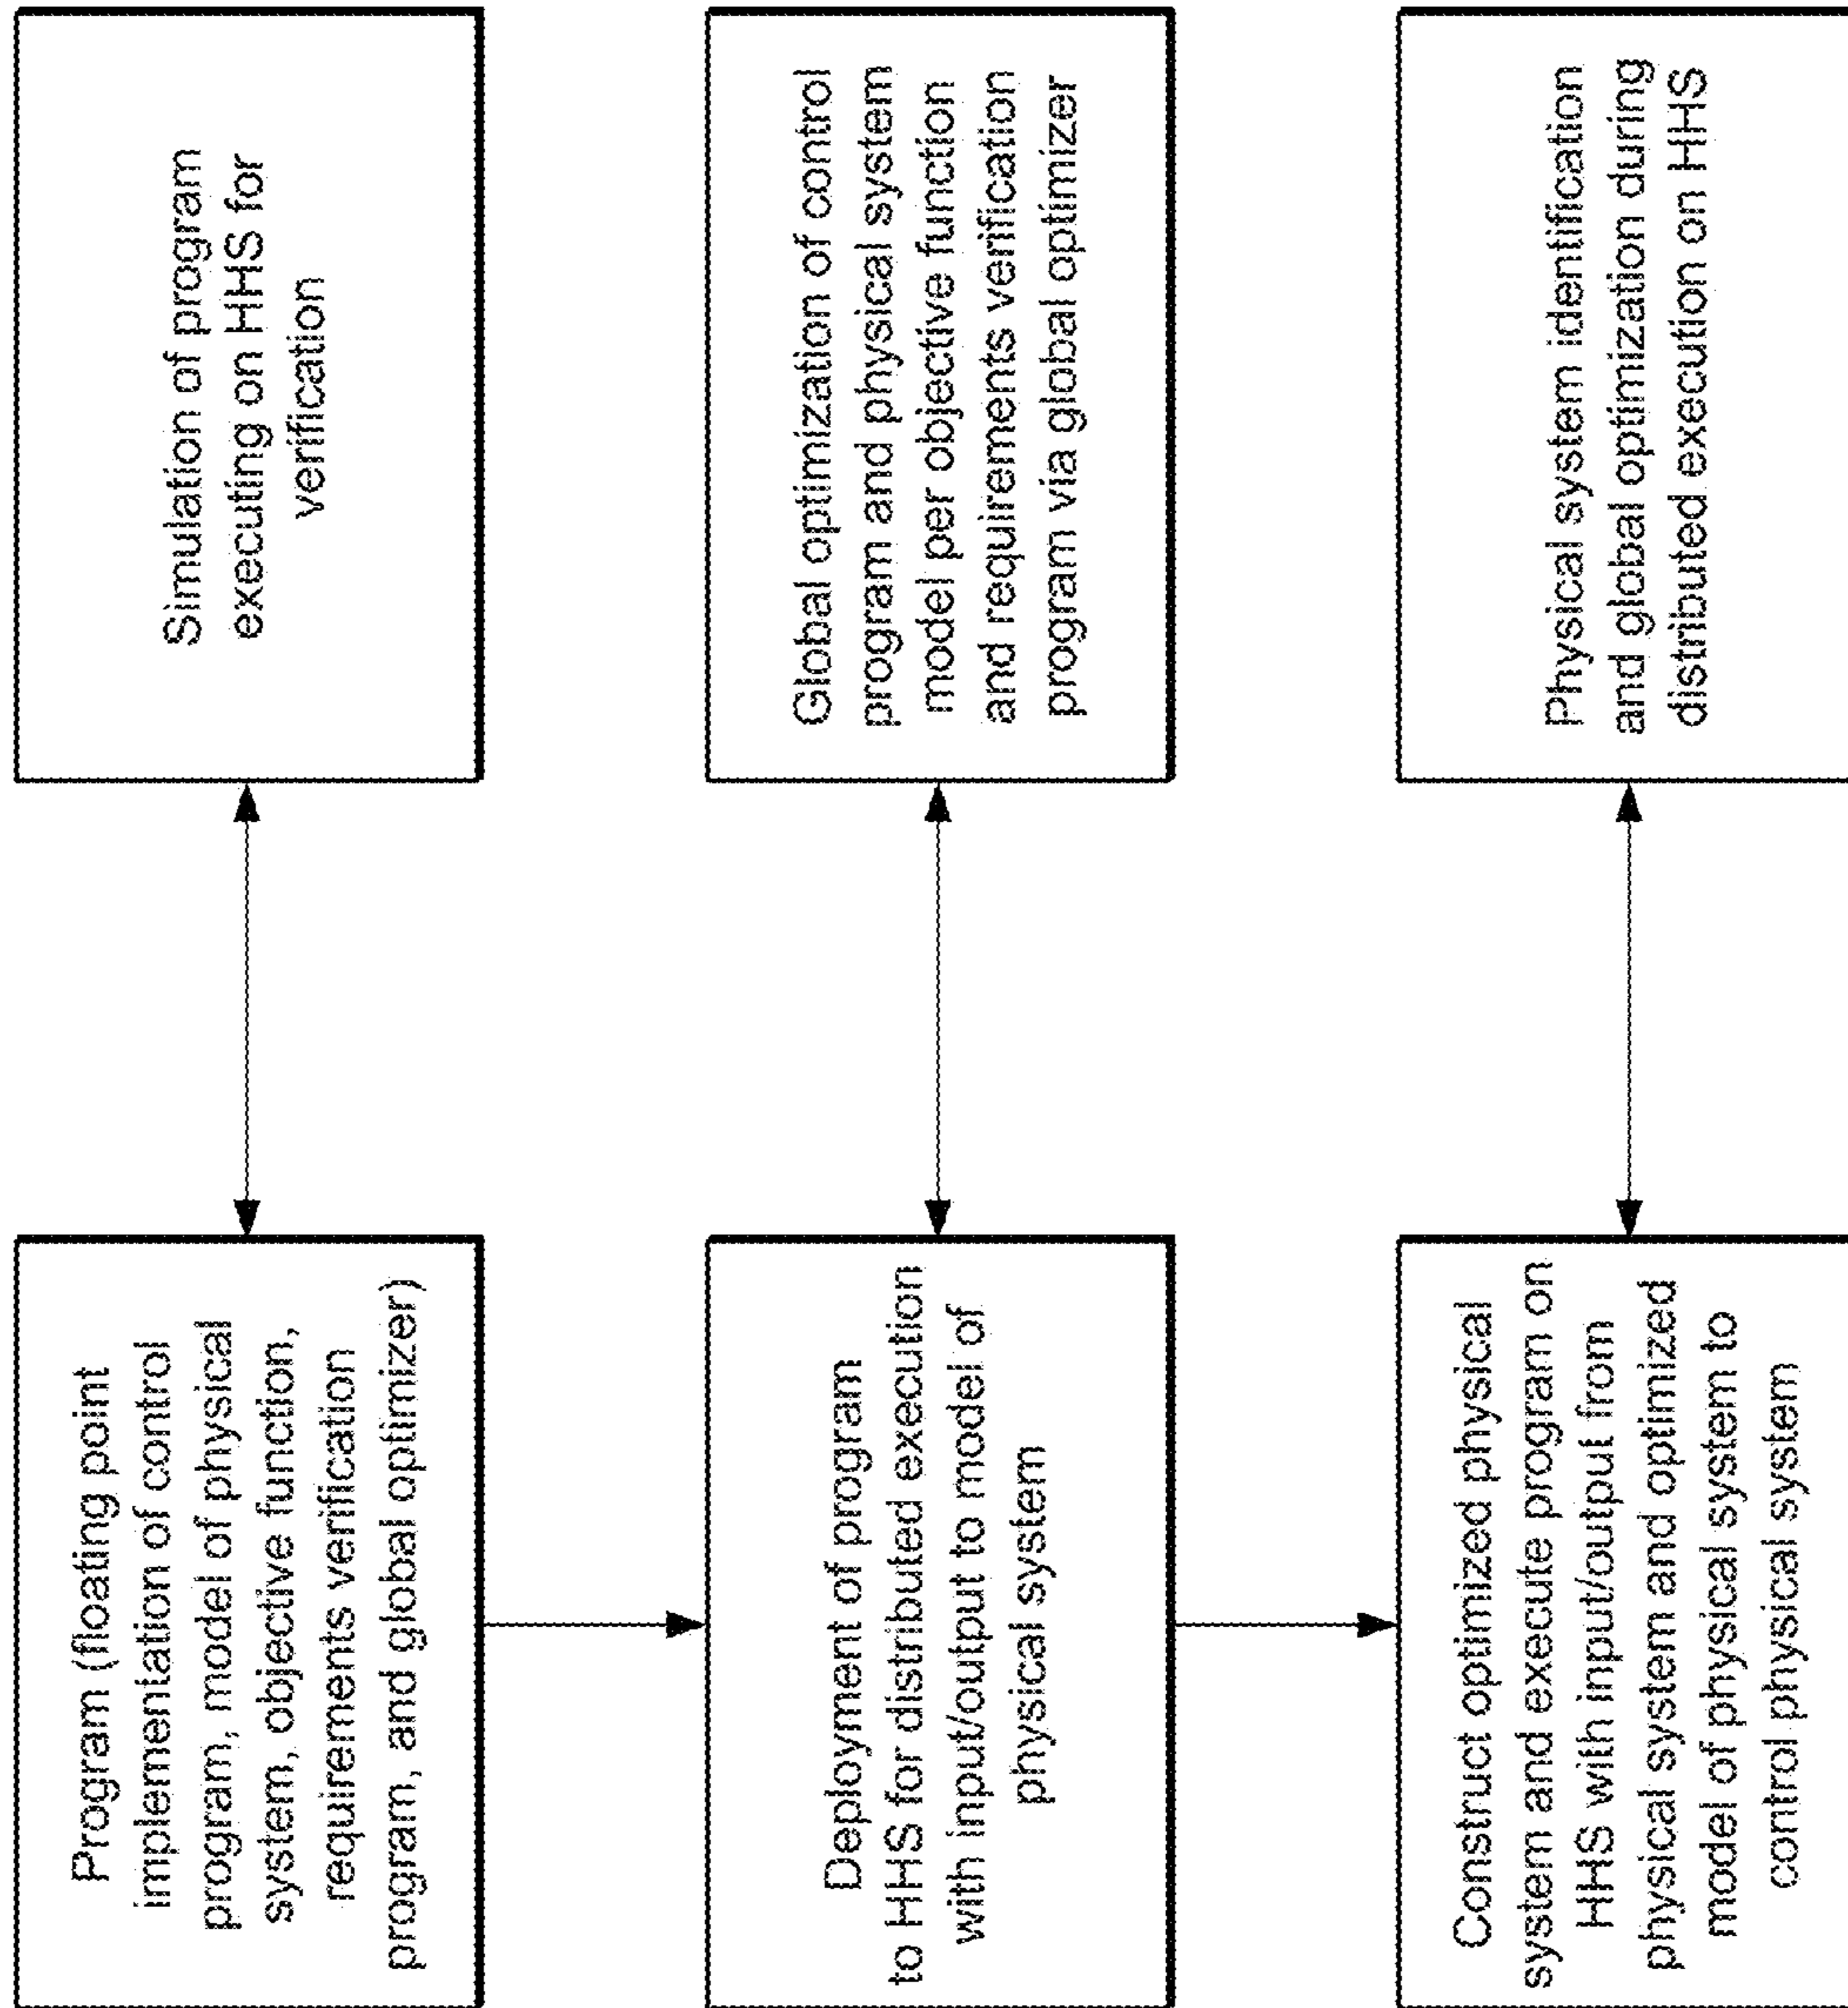 Program (floating point
implementation of control
program, model of physical
system, objective function,
requirements verification
program, and global optimizer)
Simulation of program
executing on HHS for
verification
Deployment of program
to HHS for distributed execution
with input/output to model of
physical system
Global optimization of control
program and physical system
model per objective function
and requirements verification
program via global optimizer
Construct optimized physical
system and execute program on
HHS with input/output from
physical system and optimized
model of physical system to
control physical system
Physical system identification
and global optimization during
distributed execution on HHS